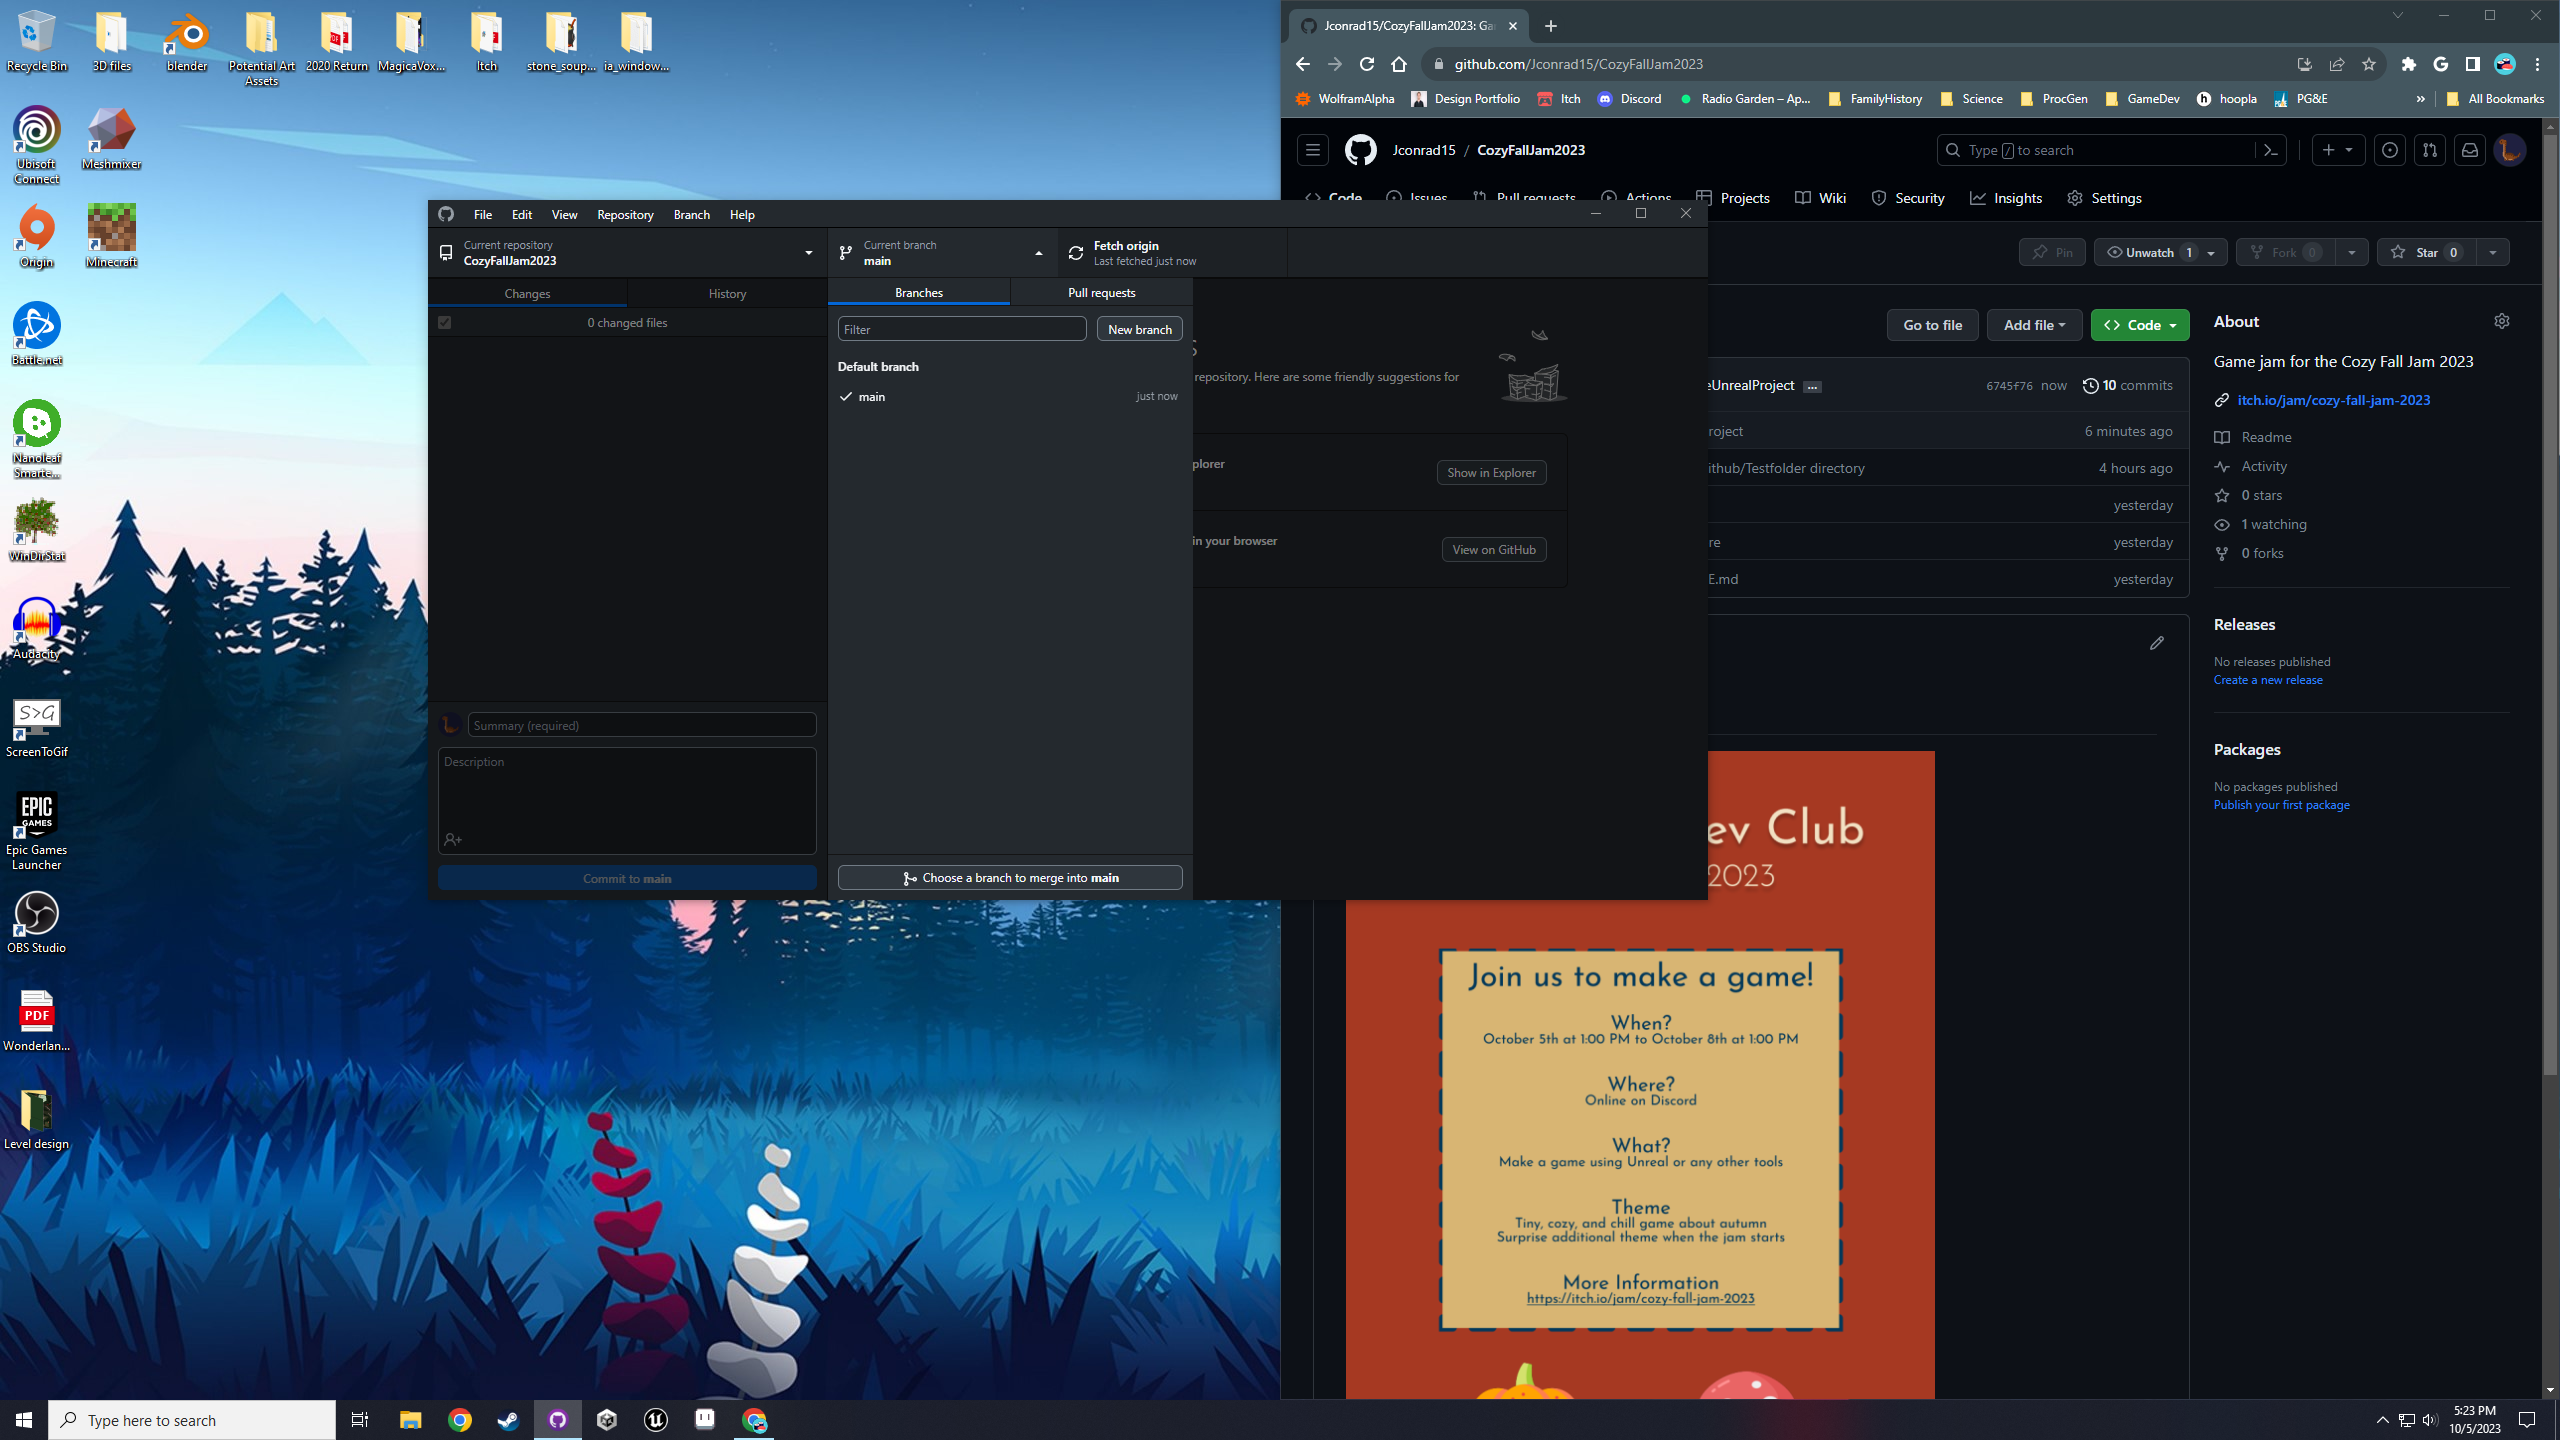 Recycle Bin
3D files
blender
Potential Art
Assets
2020 Return
MagicaVox...
Itch
stone_soup...
ia_window...
Ubisoft
Connect
Meshmixer
Origin
Minecraft
Battle.net
Nanoleaf
Smarte...
WinDirStat
Audacity
S>G
ScreenToGif
EPIC
GAMES
Epic Games
Launcher
OBS Studio
PDF
Wonderlan...
Level design
File
Edit
View
Repository
Branch
Help
Current repository
CozyFallJam2023
Current branch
main
Fetch origin
Last fetched just now
Changes
History
0 changed files
Branches
Pull requests
Filter
New branch
Default branch
main
just now
repository. Here are some friendly suggestions for
plorer
Show in Explorer
in your browser
View on GitHub
Summary (required)
Description
Commit to main
Choose a branch to merge into main
Jconrad15/CozyFallJam2023: Ga
github.com/Jconrad15/CozyFallJam2023
WolframAlpha
Design Portfolio
Itch
Discord
Radio Garden – Ap...
FamilyHistory
Science
ProcGen
GameDev
hoopla
PG&E
»
All Bookmarks
Jconrad15 / CozyFallJam2023
Type / to search
Code
Issues
Pull requests
Actions
Projects
Wiki
Security
Insights
Settings
Pin
Unwatch 1
Fork 0
Star 0
Go to file
Add file
<> Code
eUnrealProject ...
6745f76 now
10 commits
roject
6 minutes ago
ithub/Testfolder directory
4 hours ago
yesterday
re
yesterday
E.md
yesterday
About
Game jam for the Cozy Fall Jam 2023
itch.io/jam/cozy-fall-jam-2023
Readme
Activity
0 stars
1 watching
0 forks
Releases
No releases published
Create a new release
Packages
No packages published
Publish your first package
ev Club
2023
Join us to make a game!
When?
October 5th at 1:00 PM to October 8th at 1:00 PM
Where?
Online on Discord
What?
Make a game using Unreal or any other tools
Theme
Tiny, cozy, and chill game about autumn
Surprise additional theme when the jam starts
More Information
https://itch.io/jam/cozy-fall-jam-2023
Type here to search
5:23 PM
10/5/2023